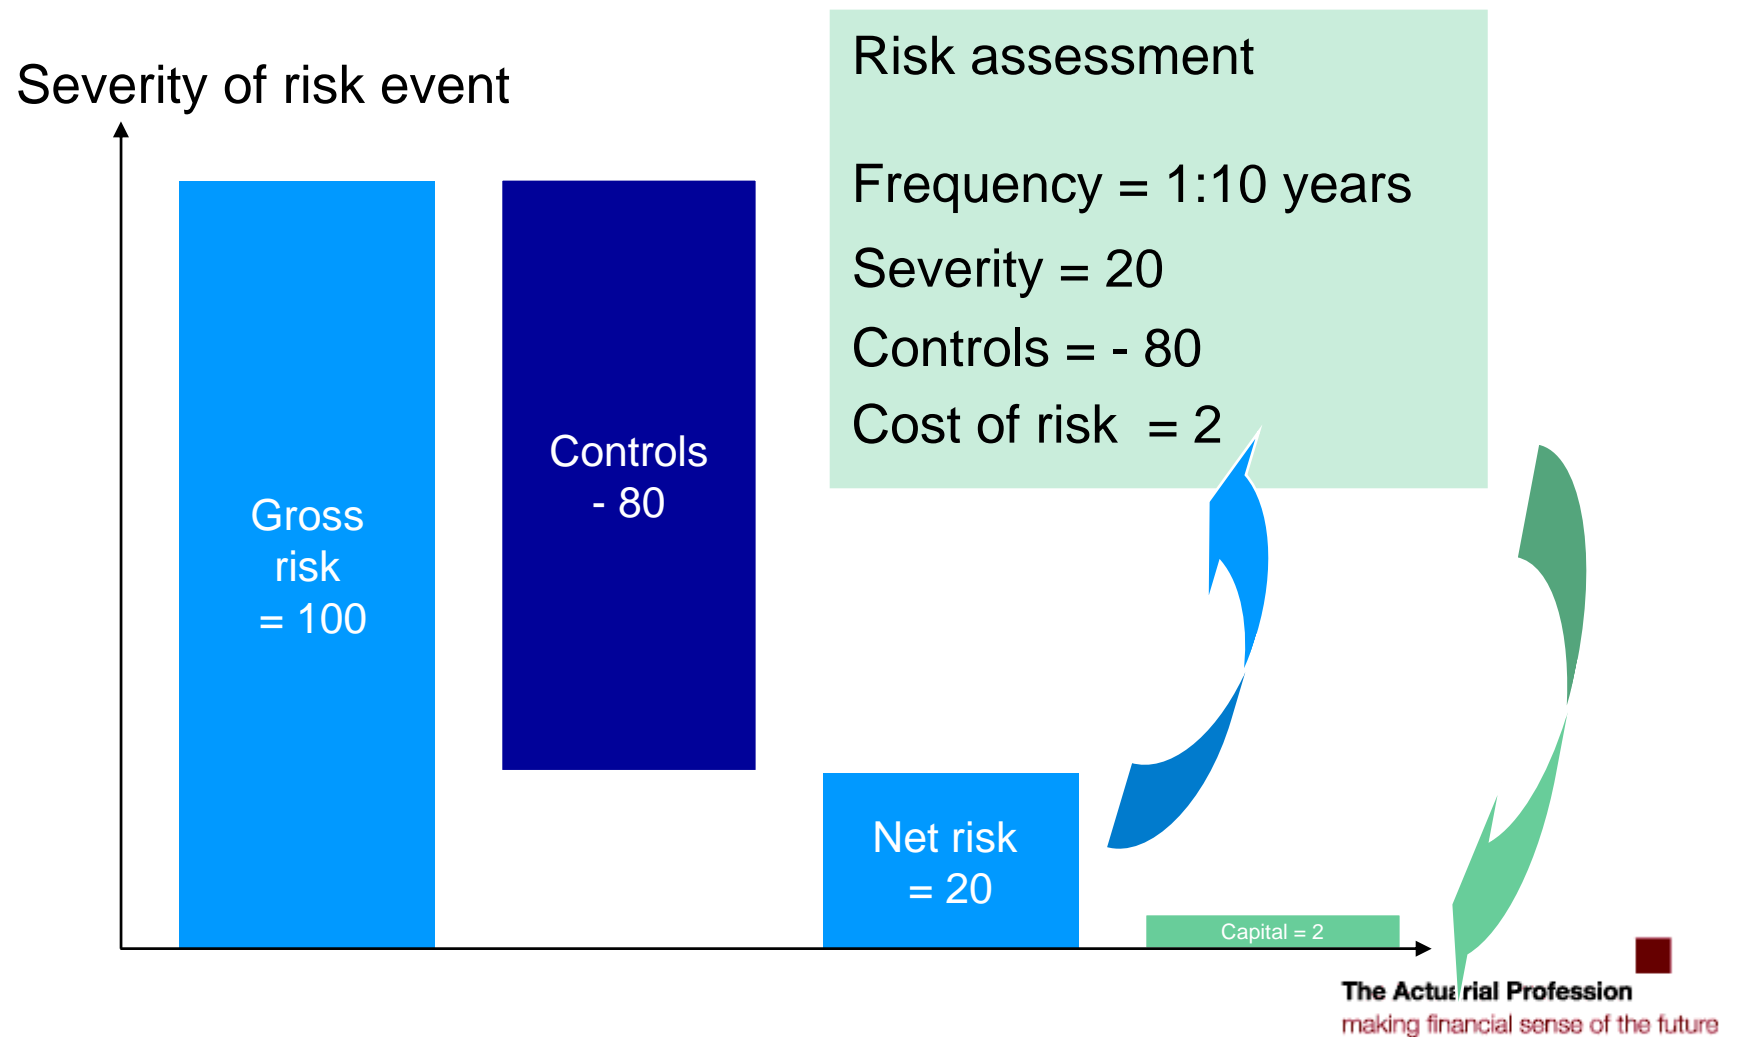 Severity of risk event
Risk assessment
Frequency = 1:10 years
Severity = 20
Controls = - 80
Cost of risk = 2
Gross
risk
= 100
Controls
- 80
Net risk
= 20
Capital = 2
The Actuarial Profession
making financial sense of the future